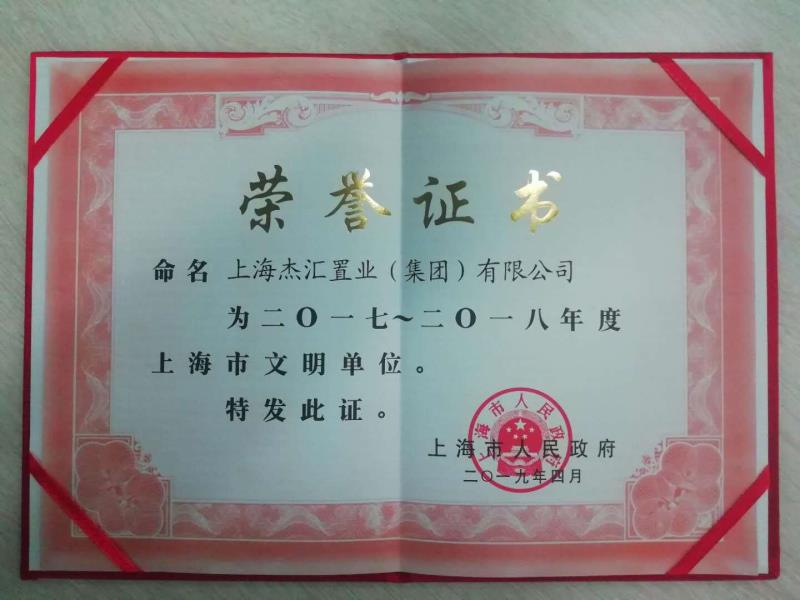 荣誉证书
命名 上海杰汇置业（集团）有限公司
为二〇一七～二〇一八年度
上海市文明单位。
特发此证。
上海市人民政府
上海市人民政府
二〇一九年四月